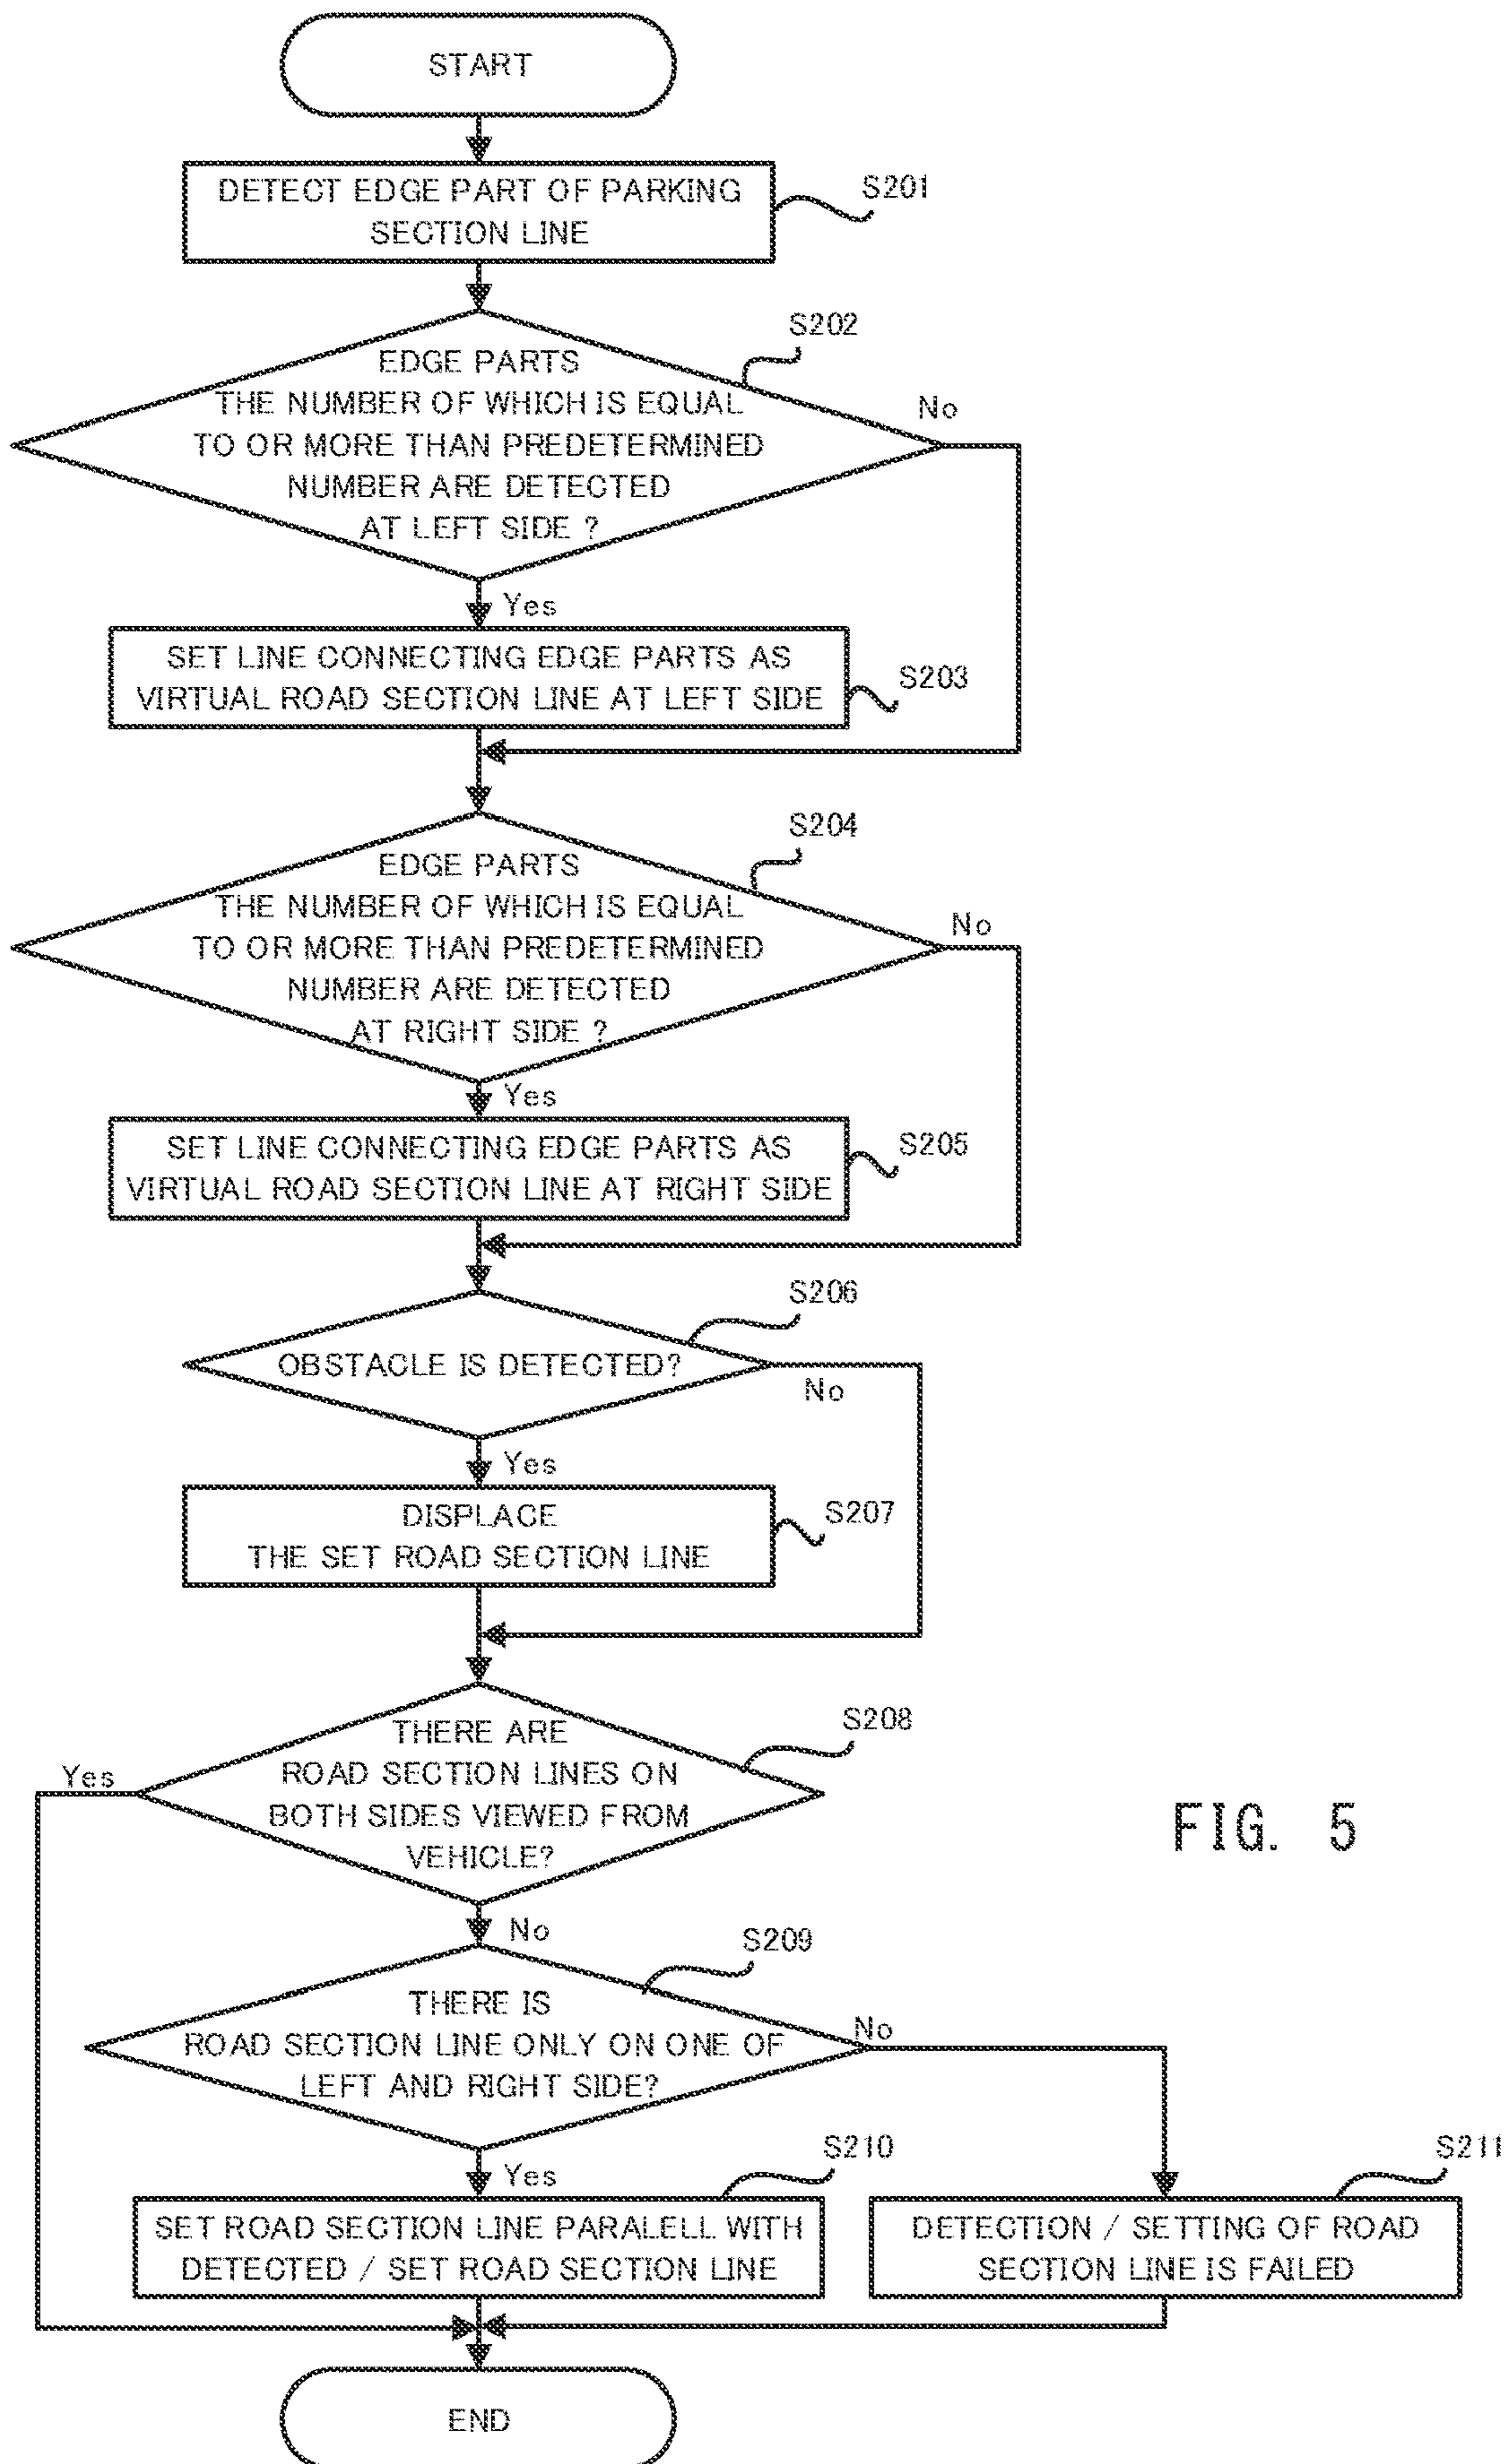 START
DETECT EDGE PART OF PARKING
SECTION LINE
S201
S202
EDGE PARTS
THE NUMBER OF WHICH IS EQUAL
TO OR MORE THAN PREDETERMINED
NUMBER ARE DETECTED
AT LEFT SIDE ?
No
Yes
SET LINE CONNECTING EDGE PARTS AS
VIRTUAL ROAD SECTION LINE AT LEFT SIDE
S203
S204
EDGE PARTS
THE NUMBER OF WHICH IS EQUAL
TO OR MORE THAN PREDETERMINED
NUMBER ARE DETECTED
AT RIGHT SIDE ?
No
Yes
SET LINE CONNECTING EDGE PARTS AS
VIRTUAL ROAD SECTION LINE AT RIGHT SIDE
S205
S206
OBSTACLE IS DETECTED?
No
Yes
DISPLACE
THE SET ROAD SECTION LINE
S207
S208
THERE ARE
ROAD SECTION LINES ON
BOTH SIDES VIEWED FROM
VEHICLE?
Yes
No
FIG. 5
S209
THERE IS
ROAD SECTION LINE ONLY ON ONE OF
LEFT AND RIGHT SIDE?
No
Yes
S210
SET ROAD SECTION LINE PARALELL WITH
DETECTED / SET ROAD SECTION LINE
S211
DETECTION / SETTING OF ROAD
SECTION LINE IS FAILED
END